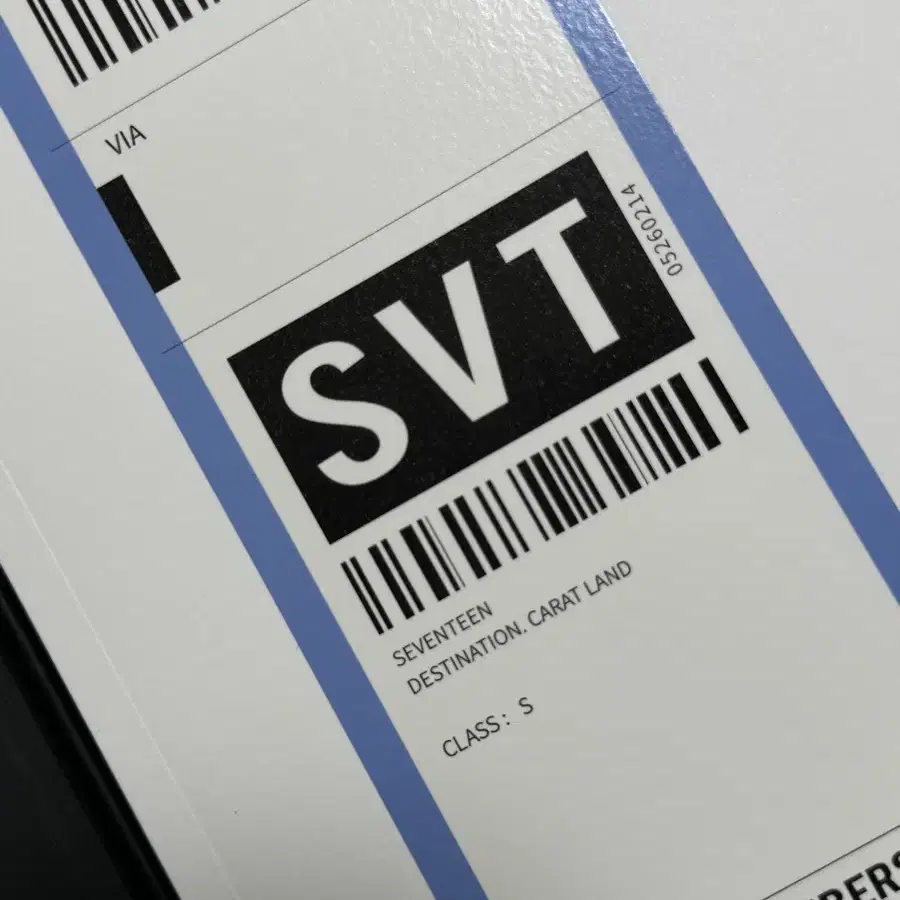 VIA
SVT
05260214
SEVENTEEN
DESTINATION. CARAT LAND
CLASS: S